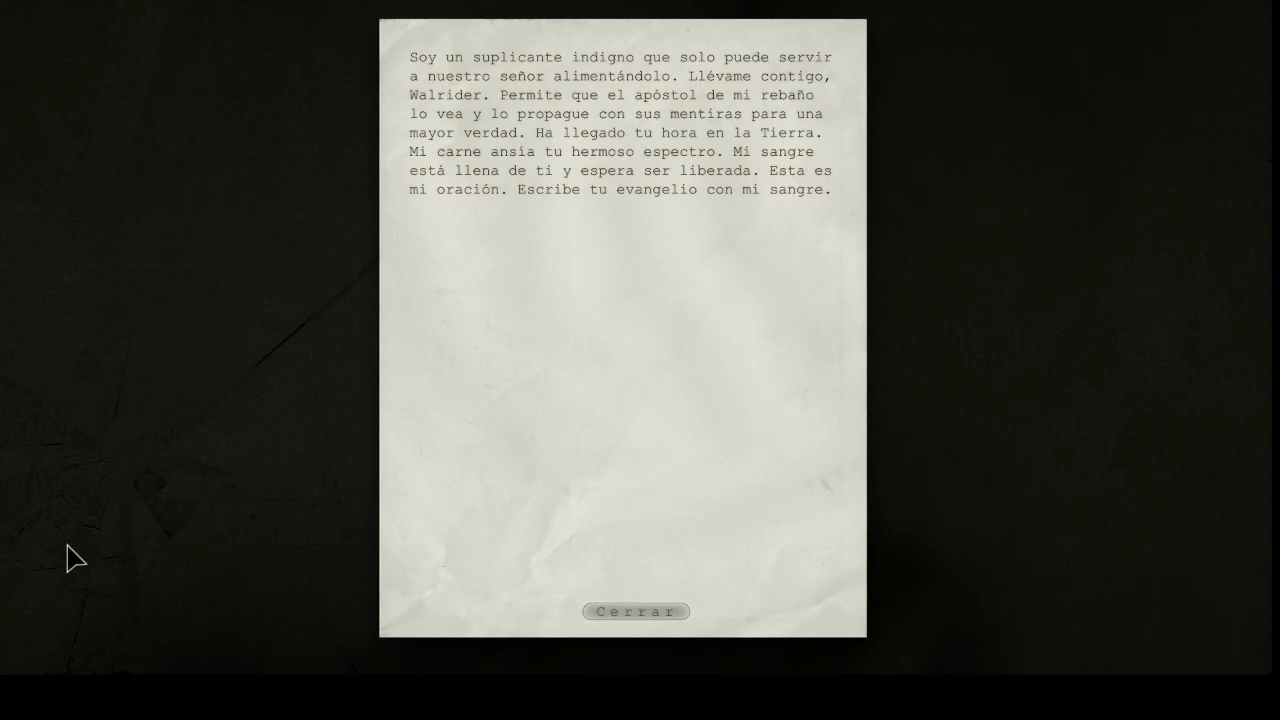 Soy un suplicante indigno que solo puede servir
a nuestro señor alimentándolo. Llévame contigo,
Walrider. Permite que el apóstol de mi rebaño
lo vea y lo propague con sus mentiras para una
mayor verdad. Ha llegado tu hora en la Tierra.
Mi carne ansía tu hermoso espectro. Mi sangre
está llena de ti y espera ser liberada. Esta es
mi oración. Escribe tu evangelio con mi sangre.
Cerrar